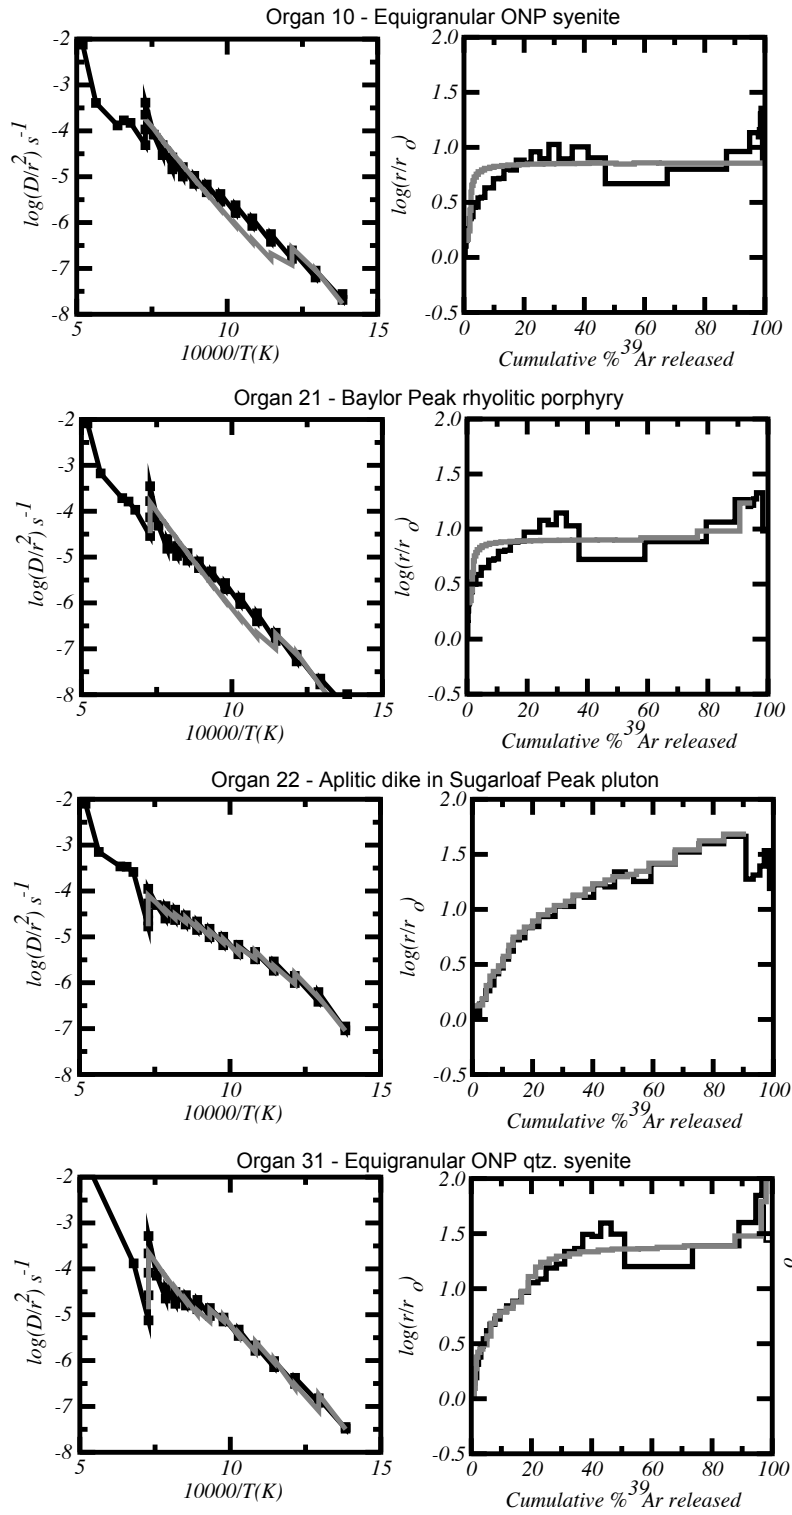 Organ 10 - Equigranular ONP syenite
-2
-3
-4
-5
-6
-7
-8
log(D/r²) s⁻¹
5 10 15
10000/T(K)
2.0
1.5
1.0
0.5
0.0
-0.5
log(r/r o)
0 20 40 60 80 100
Cumulative % 39Ar released
Organ 21 - Baylor Peak rhyolitic porphyry
-2
-3
-4
-5
-6
-7
-8
log(D/r²) s⁻¹
5 10 15
10000/T(K)
2.0
1.5
1.0
0.5
0.0
-0.5
log(r/r o)
0 20 40 60 80 100
Cumulative % 39Ar released
Organ 22 - Aplitic dike in Sugarloaf Peak pluton
-2
-3
-4
-5
-6
-7
-8
log(D/r²) s⁻¹
5 10 15
10000/T(K)
2.0
1.5
1.0
0.5
0.0
-0.5
log(r/r o)
0 20 40 60 80 100
Cumulative % 39Ar released
Organ 31 - Equigranular ONP qtz. syenite
-2
-3
-4
-5
-6
-7
-8
log(D/r²) s⁻¹
5 10 15
10000/T(K)
2.0
1.5
1.0
0.5
0.0
-0.5
log(r/r o)
0 20 40 60 80 100
Cumulative % 39Ar released